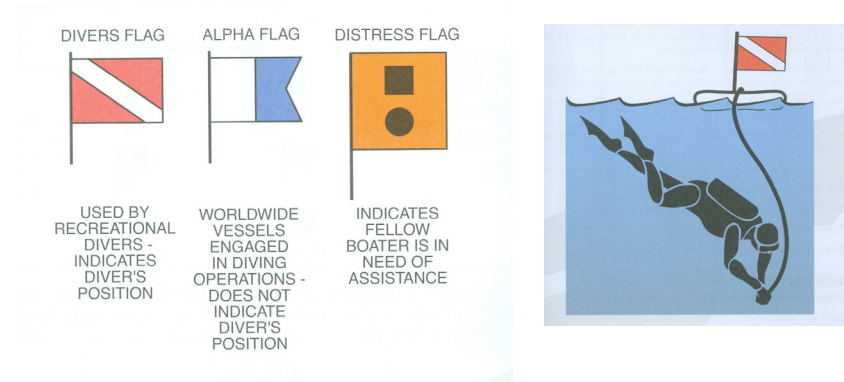 DIVERS FLAG
ALPHA FLAG
DISTRESS FLAG
USED BY
RECREATIONAL
DIVERS -
INDICATES
DIVER'S
POSITION
WORLDWIDE
VESSELS
ENGAGED
IN DIVING
OPERATIONS -
DOES NOT
INDICATE
DIVER'S
POSITION
INDICATES
FELLOW
BOATER IS IN
NEED OF
ASSISTANCE